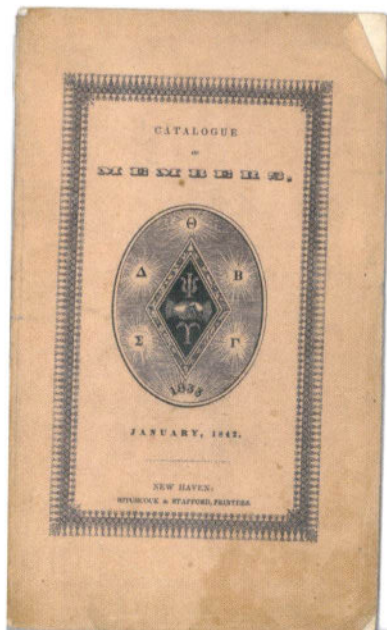 CATALOGUE
OF
MEMBERS.
Θ
Δ Β
Ψ
Σ Γ
Υ
1833
JANUARY, 1842.
NEW HAVEN:
HITCHCOCK & STAFFORD, PRINTERS.